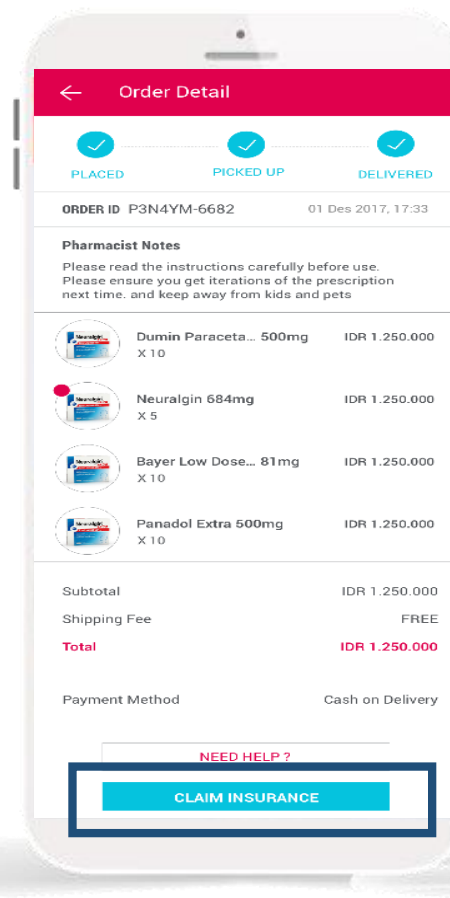 Order Detail
PLACED PICKED UP DELIVERED
ORDER ID P3N4YM-6682 01 Des 2017, 17:33
Pharmacist Notes
Please read the instructions carefully before use.
Please ensure you get iterations of the prescription
next time. and keep away from kids and pets
Dumin Paraceta... 500mg IDR 1.250.000
X 10
Neuralgin 684mg IDR 1.250.000
X 5
Bayer Low Dose... 81mg IDR 1.250.000
X 10
Panadol Extra 500mg IDR 1.250.000
X 10
Subtotal IDR 1.250.000
Shipping Fee FREE
Total IDR 1.250.000
Payment Method Cash on Delivery
NEED HELP ?
CLAIM INSURANCE